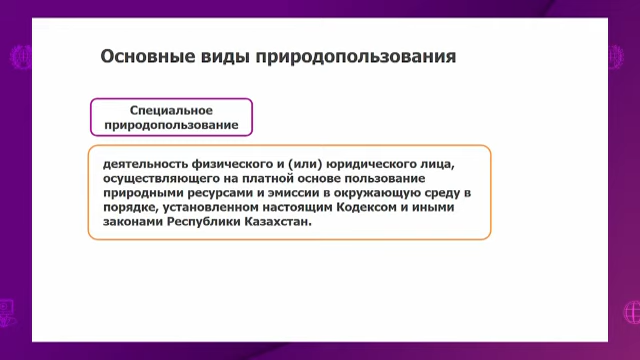 Основные виды природопользования
Специальное
природопользование
деятельность физического и (или) юридического лица,
осуществляющего на платной основе пользование
природными ресурсами и эмиссии в окружающую среду в
порядке, установленном настоящим Кодексом и иными
законами Республики Казахстан.